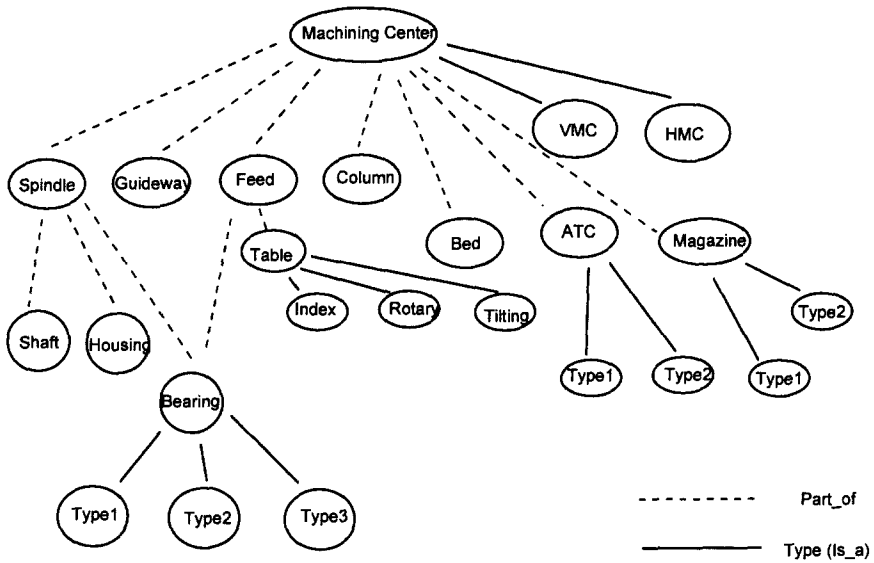 Machining Center
VMC
HMC
Spindle
Guideway
Feed
Column
Bed
ATC
Magazine
Table
Index
Rotary
Tilting
Type2
Shaft
Housing
Type1
Type2
Type1
Bearing
Type1
Type2
Type3
Part_of
Type (Is_a)